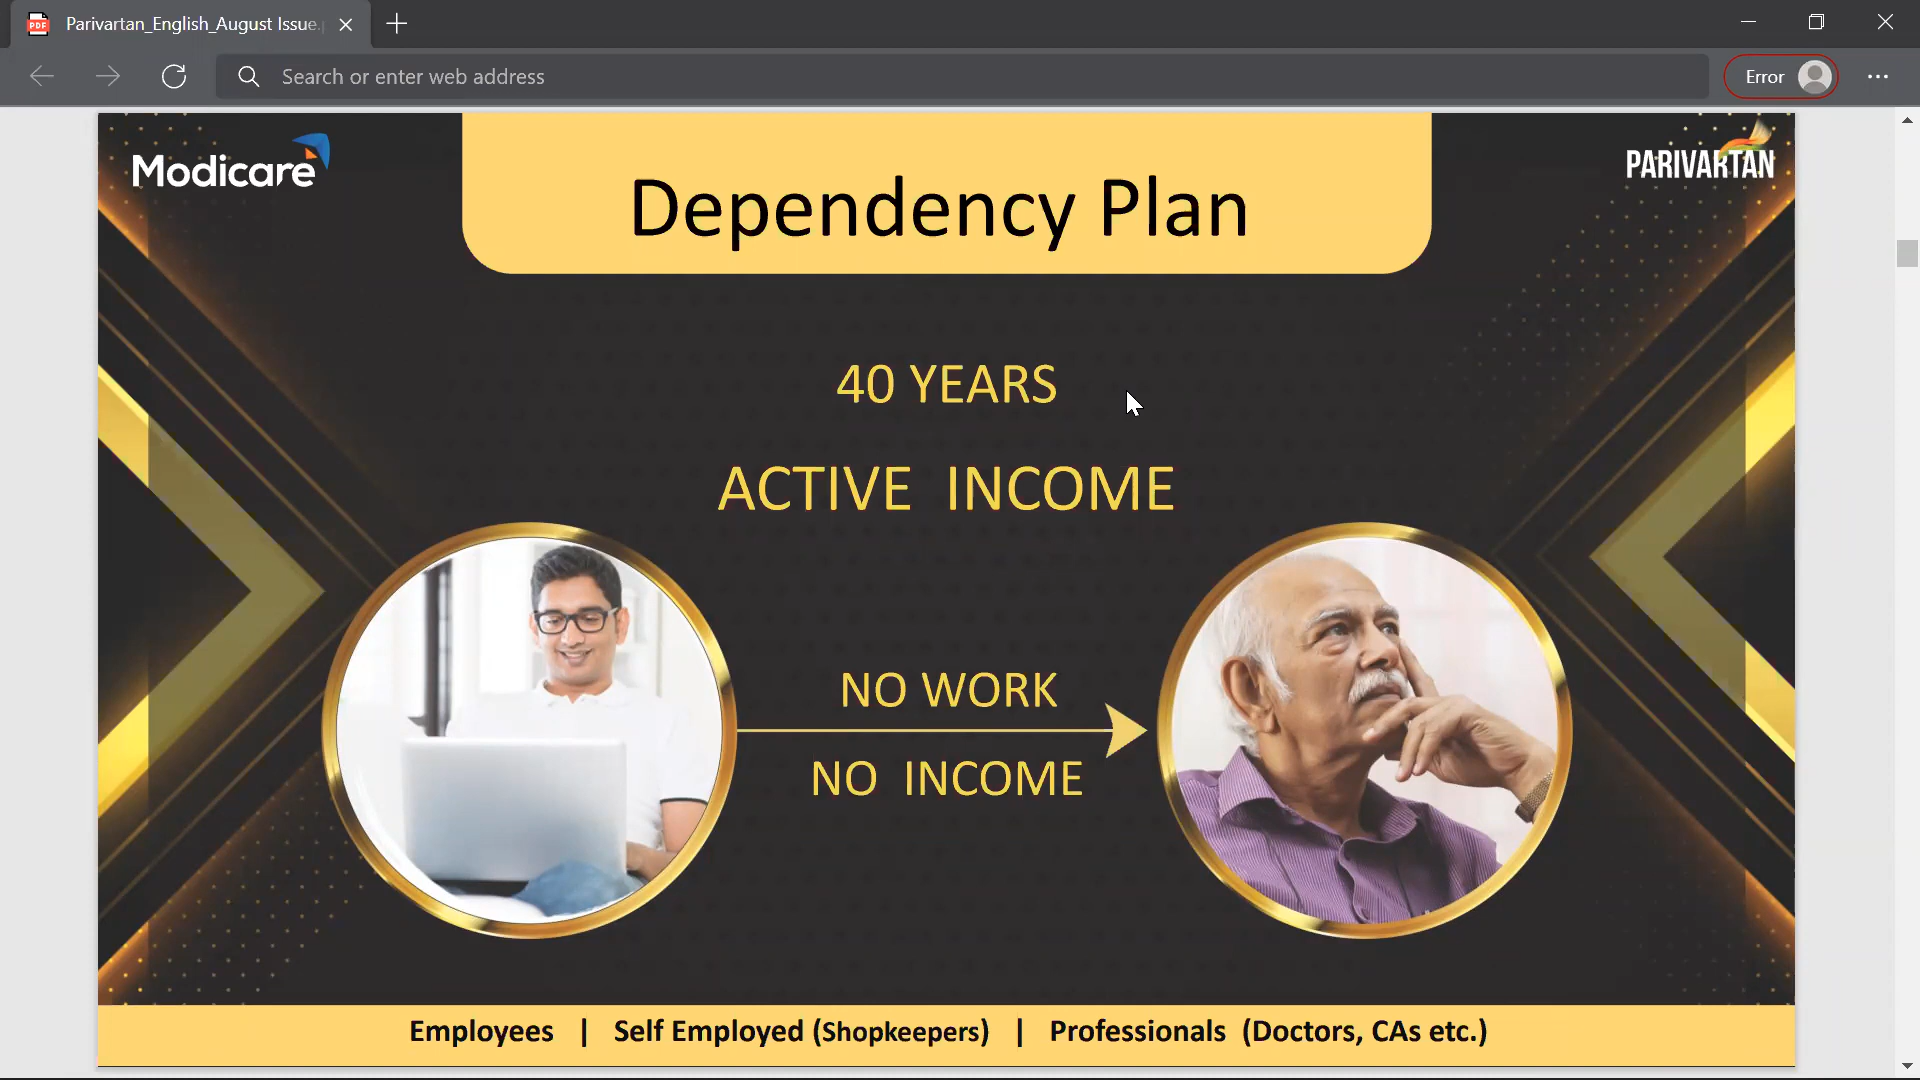 Parivartan_English_August Issue.
Search or enter web address
Error
Modicare
PARIVARTAN
Dependency Plan
40 YEARS
ACTIVE INCOME
NO WORK
NO INCOME
Employees | Self Employed (Shopkeepers) | Professionals (Doctors, CAs etc.)